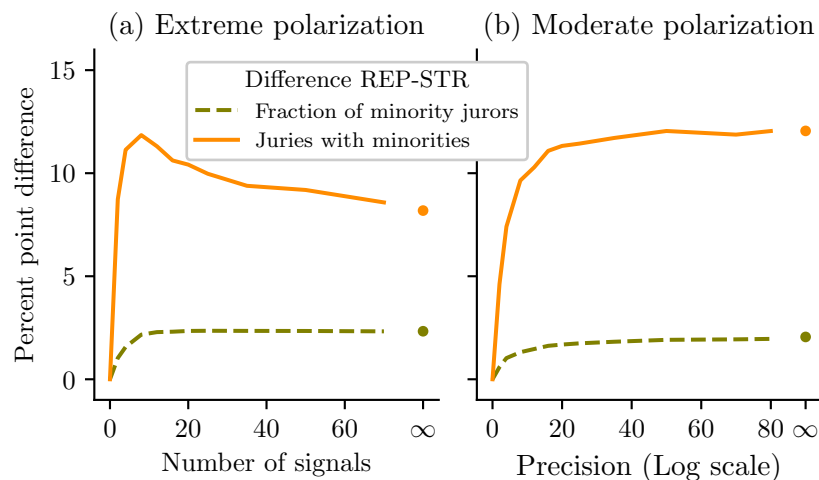 (a) Extreme polarization
(b) Moderate polarization
Difference REP-STR
Fraction of minority jurors
Juries with minorities
Percent point difference
15
10
5
0
0 20 40 60 ∞
0 20 40 60 80 ∞
Number of signals
Precision (Log scale)